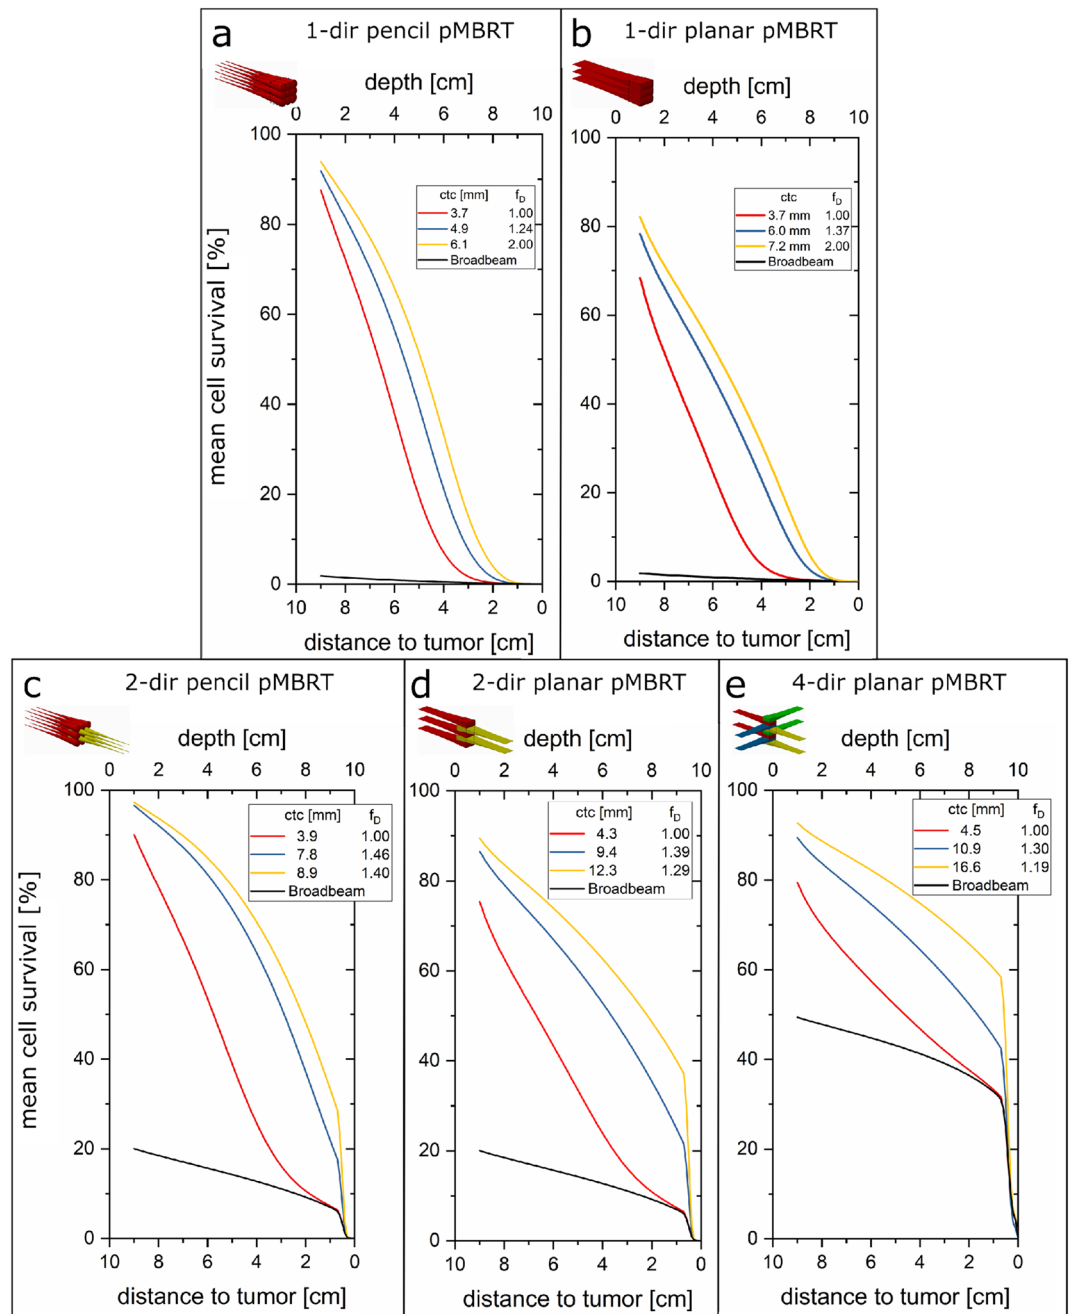 a 1-dir pencil pMBRT
depth [cm]
0 2 4 6 8 10
100
80
60
40
20
0
mean cell survival [%]
ctc [mm] f_D
3.7 1.00
4.9 1.24
6.1 2.00
Broadbeam
10 8 6 4 2 0
distance to tumor [cm]
b 1-dir planar pMBRT
depth [cm]
0 2 4 6 8 10
100
80
60
40
20
0
ctc f_D
3.7 mm 1.00
6.0 mm 1.37
7.2 mm 2.00
Broadbeam
10 8 6 4 2 0
distance to tumor [cm]
c 2-dir pencil pMBRT
depth [cm]
0 2 4 6 8 10
100
80
60
40
20
0
mean cell survival [%]
ctc [mm] f_D
3.9 1.00
7.8 1.46
8.9 1.40
Broadbeam
10 8 6 4 2 0
distance to tumor [cm]
d 2-dir planar pMBRT
depth [cm]
0 2 4 6 8 10
100
80
60
40
20
0
ctc [mm] f_D
4.3 1.00
9.4 1.39
12.3 1.29
Broadbeam
10 8 6 4 2 0
distance to tumor [cm]
e 4-dir planar pMBRT
depth [cm]
0 2 4 6 8 10
100
80
60
40
20
0
ctc [mm] f_D
4.5 1.00
10.9 1.30
16.6 1.19
Broadbeam
10 8 6 4 2 0
distance to tumor [cm]